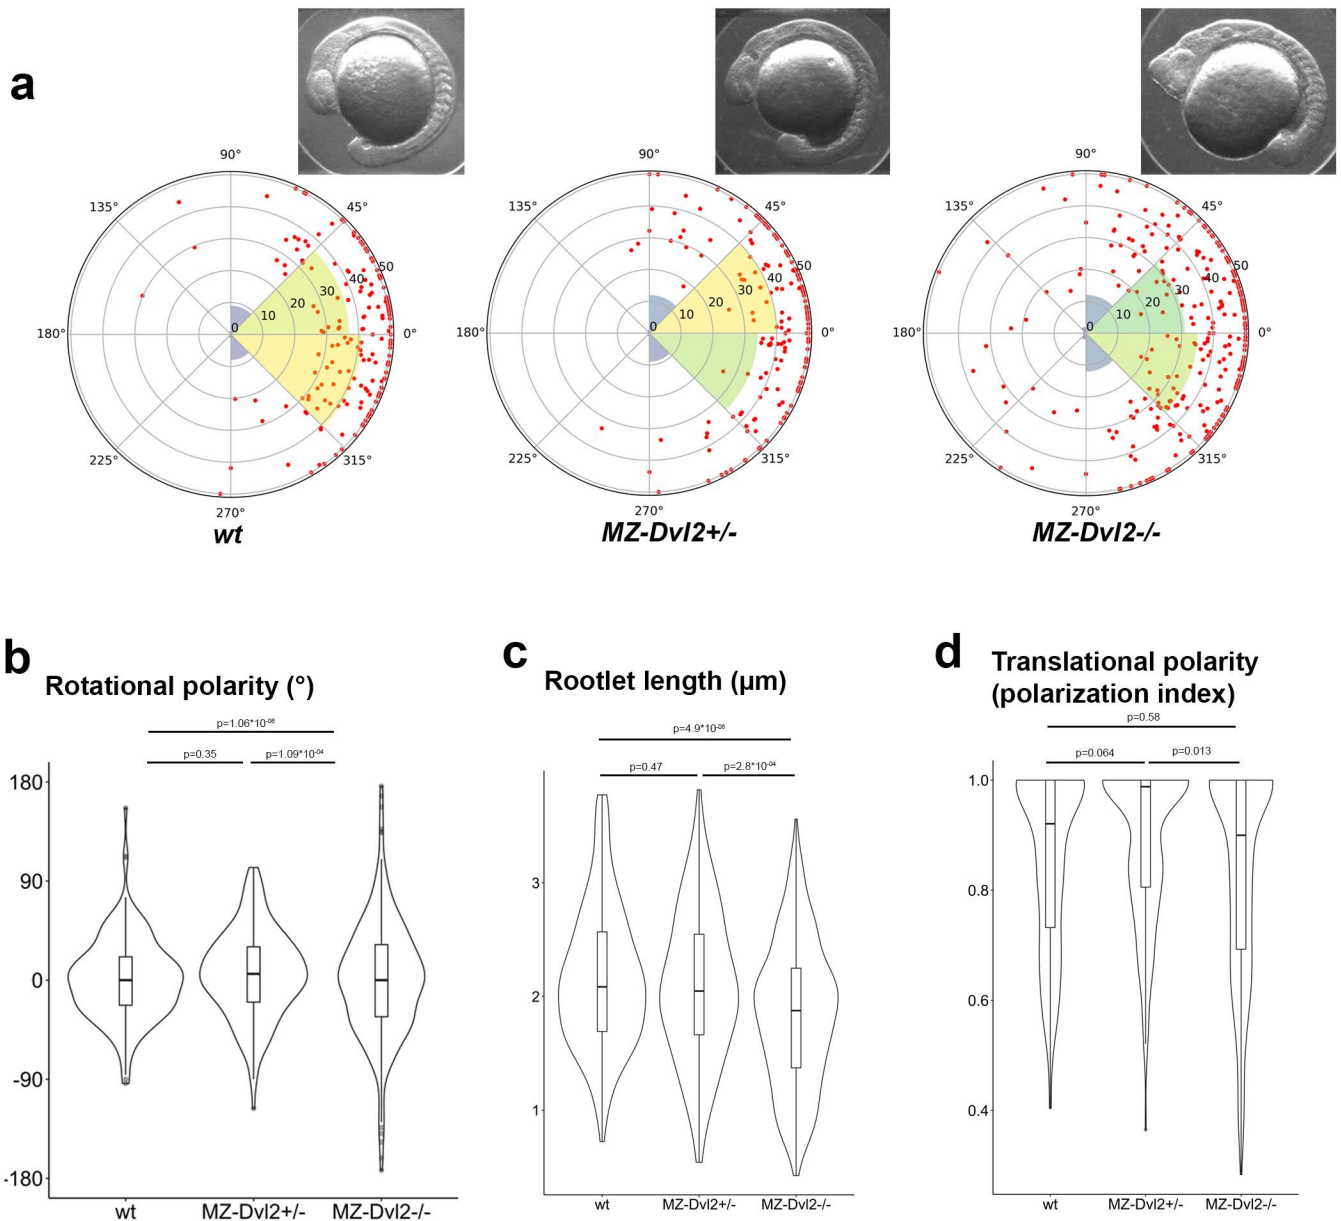 a
90° 90° 90°
135° 45° 135° 45° 135° 45°
50 50 50
40 40 40
30 30 30
20 20 20
10 10 10
180° 0 0° 180° 0 0° 180° 0 0°
225° 315° 225° 315° 225° 315°
270° 270° 270°
wt MZ-Dvl2+/- MZ-Dvl2-/-
b
Rotational polarity (°)
p=1.06*10-08
p=0.35 p=1.09*10-04
180
90
0
-90
-180
wt MZ-Dvl2+/- MZ-Dvl2-/-
c
Rootlet length (µm)
p=4.9*10-06
p=0.47 p=2.8*10-04
3
2
1
wt MZ-Dvl2+/- MZ-Dvl2-/-
d
Translational polarity
(polarization index)
p=0.58
p=0.064 p=0.013
1.0
0.8
0.6
0.4
wt MZ-Dvl2+/- MZ-Dvl2-/-